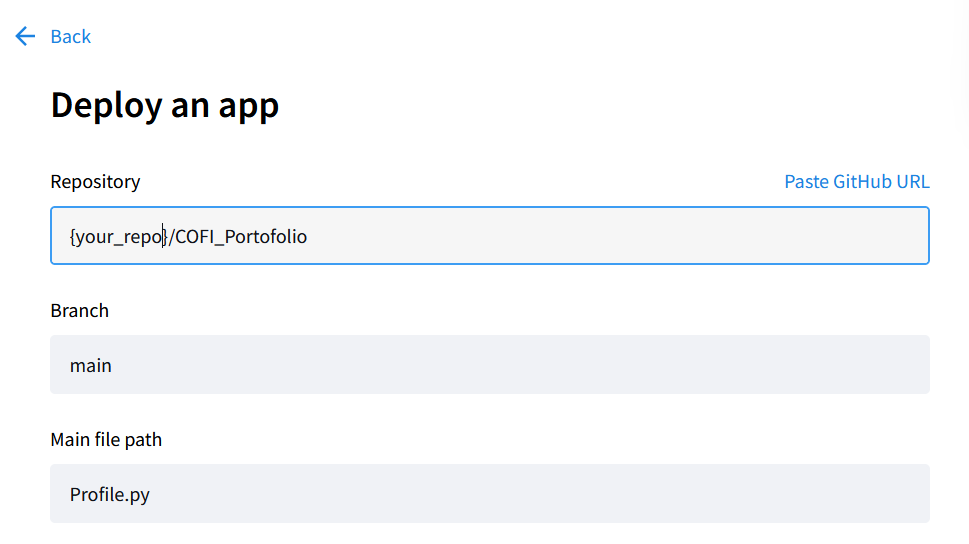 Back
Deploy an app
Repository
Paste GitHub URL
{your_repo}/COFI_Portofolio
Branch
main
Main file path
Profile.py